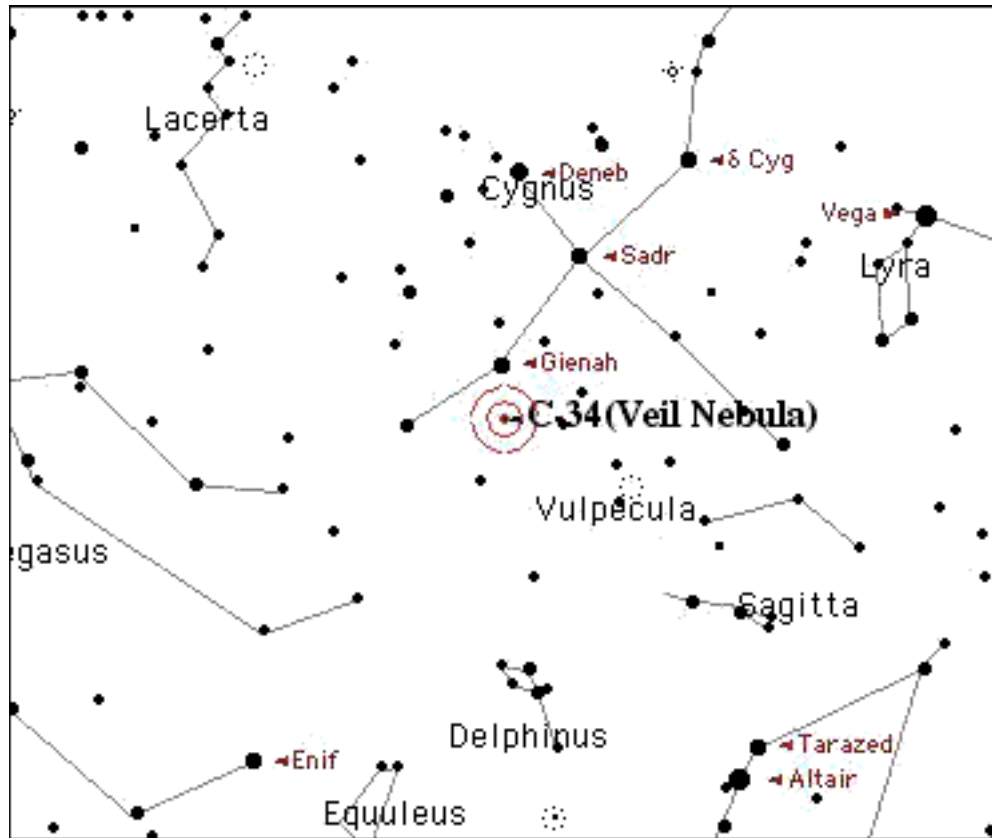 Lacerta
Deneb
Cygnus
δ Cyg
Vega
Lyra
Sadr
Gienah
C.34(Veil Nebula)
Vulpecula
egasus
Sagitta
Delphinus
Tarazed
Enif
Altair
Equuleus